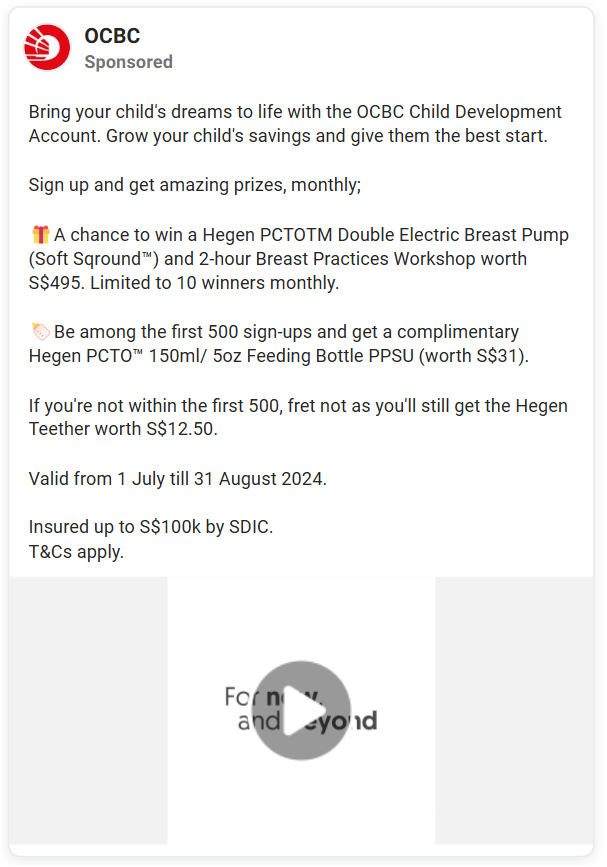 OCBC
Sponsored
Bring your child's dreams to life with the OCBC Child Development
Account. Grow your child's savings and give them the best start.
Sign up and get amazing prizes, monthly;
🎁 A chance to win a Hegen PCTOTM Double Electric Breast Pump
(Soft Sqround™) and 2-hour Breast Practices Workshop worth
S$495. Limited to 10 winners monthly.
🍼 Be among the first 500 sign-ups and get a complimentary
Hegen PCTO™ 150ml/ 5oz Feeding Bottle PPSU (worth S$31).
If you're not within the first 500, fret not as you'll still get the Hegen
Teether worth S$12.50.
Valid from 1 July till 31 August 2024.
Insured up to S$100k by SDIC.
T&Cs apply.
For now,
and beyond